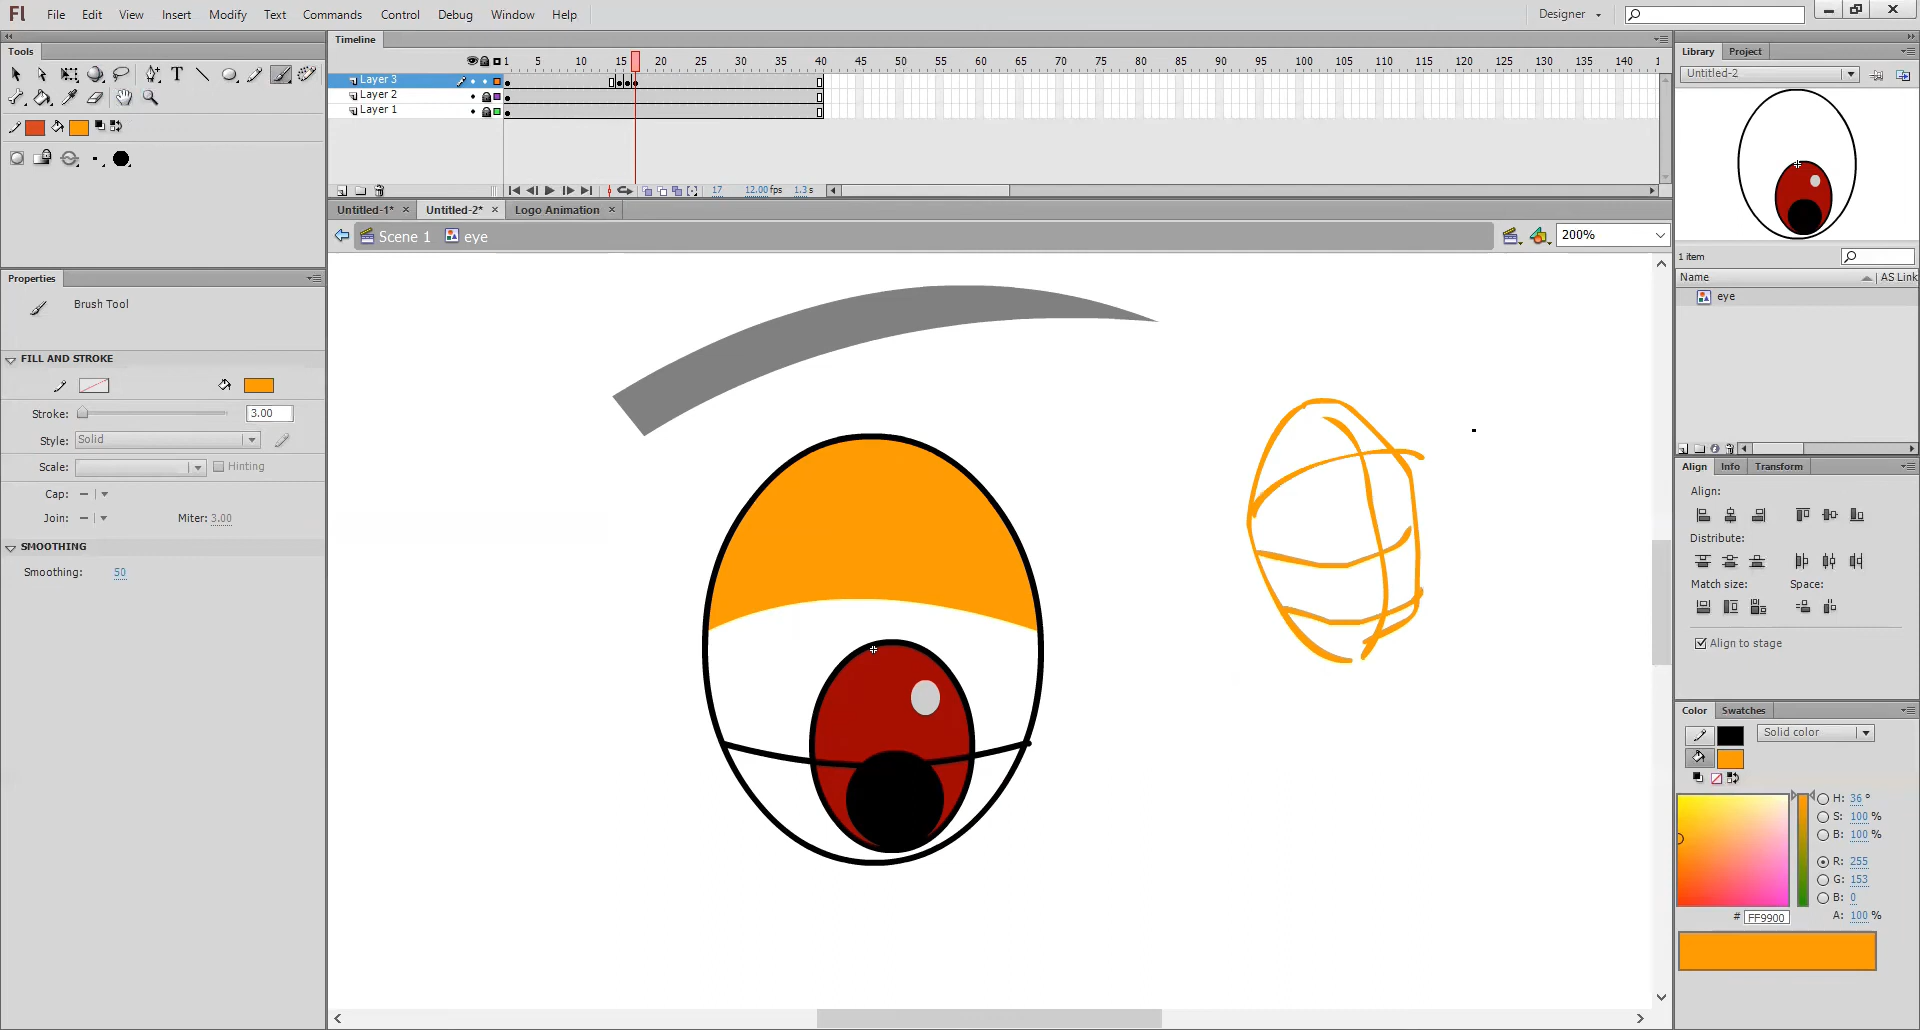 Fl File Edit View Insert Modify Text Commands Control Debug Window Help Designer
Tools
Timeline
Library Project
1 5 10 15 20 25 30 35 40 45 50 55 60 65 70 75 80 85 90 95 100 105 110 115 120 125 130 135 140 1
Untitled-2
Layer 3
Layer 2
Layer 1
17 12.00 fps 1.3 s
Untitled-1* × Untitled-2* × Logo Animation ×
Scene 1 eye 200%
1 item
Name AS Link
eye
Properties
Brush Tool
FILL AND STROKE
Stroke: 3.00
Style: Solid
Scale: Hinting
Cap:
Join: Miter: 3.00
SMOOTHING
Smoothing: 50
Align Info Transform
Align:
Distribute:
Match size: Space:
Align to stage
Color Swatches
Solid color
H: 36 °
S: 100 %
B: 100 %
R: 255
G: 153
B: 0
# FF9900 A: 100 %